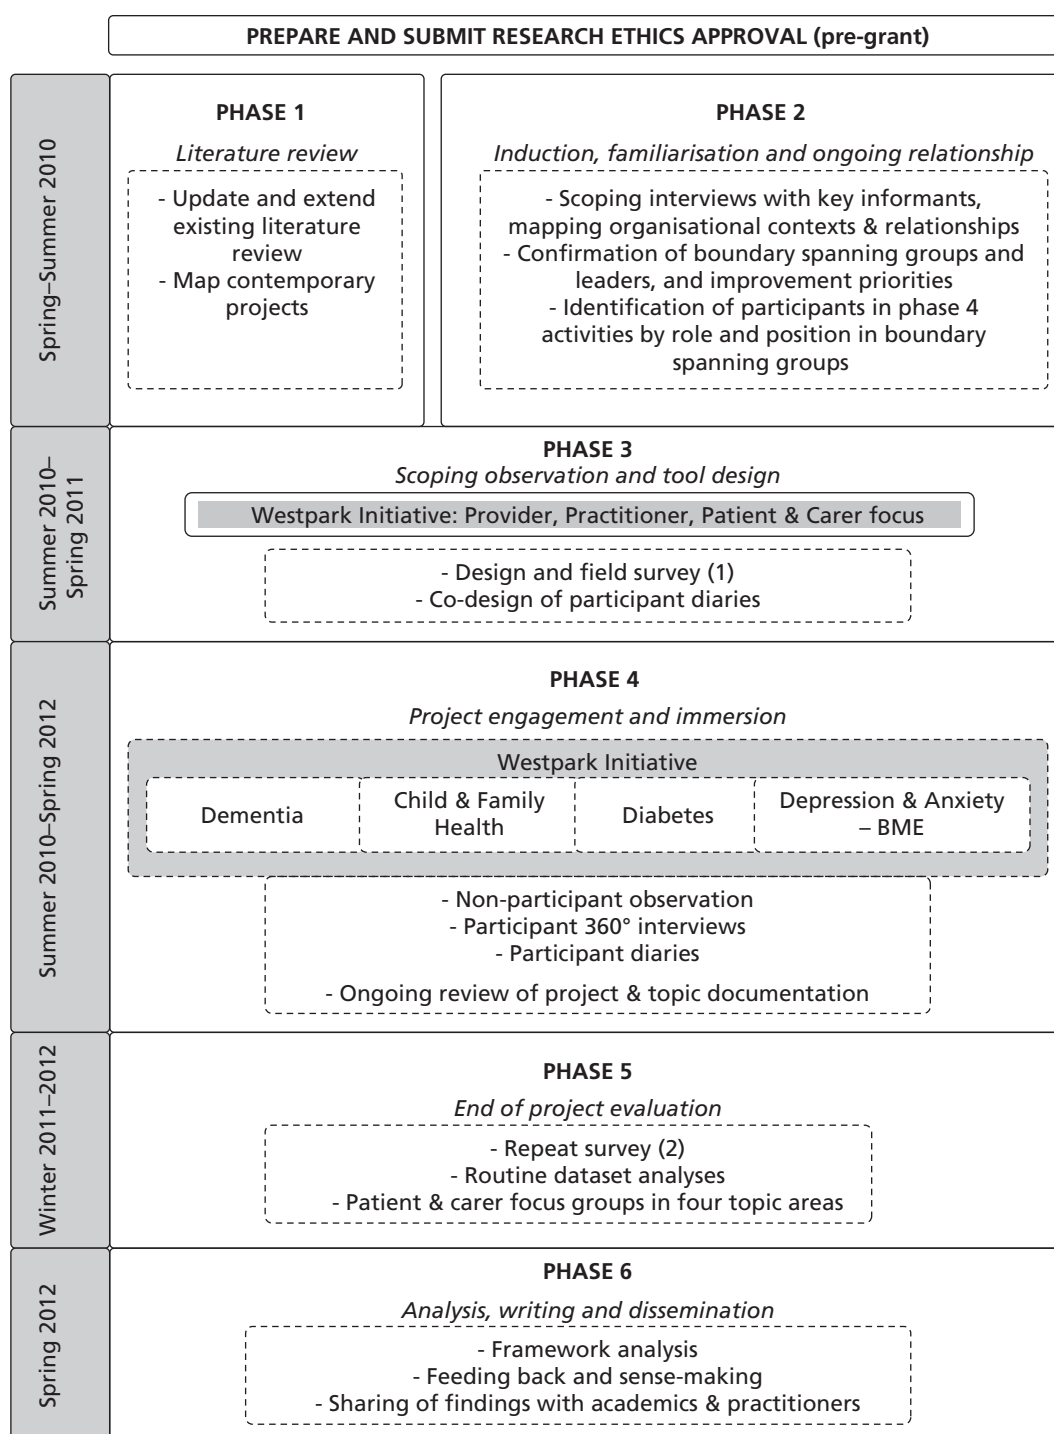 PREPARE AND SUBMIT RESEARCH ETHICS APPROVAL (pre-grant)
Spring–Summer 2010
PHASE 1
Literature review
- Update and extend
existing literature
review
- Map contemporary
projects
PHASE 2
Induction, familiarisation and ongoing relationship
- Scoping interviews with key informants,
mapping organisational contexts & relationships
- Confirmation of boundary spanning groups and
leaders, and improvement priorities
- Identification of participants in phase 4
activities by role and position in boundary
spanning groups
Summer 2010–
Spring 2011
PHASE 3
Scoping observation and tool design
Westpark Initiative: Provider, Practitioner, Patient & Carer focus
- Design and field survey (1)
- Co-design of participant diaries
Summer 2010–Spring 2012
PHASE 4
Project engagement and immersion
Westpark Initiative
Dementia
Child & Family
Health
Diabetes
Depression & Anxiety
– BME
- Non-participant observation
- Participant 360° interviews
- Participant diaries
- Ongoing review of project & topic documentation
Winter 2011–2012
PHASE 5
End of project evaluation
- Repeat survey (2)
- Routine dataset analyses
- Patient & carer focus groups in four topic areas
Spring 2012
PHASE 6
Analysis, writing and dissemination
- Framework analysis
- Feeding back and sense-making
- Sharing of findings with academics & practitioners